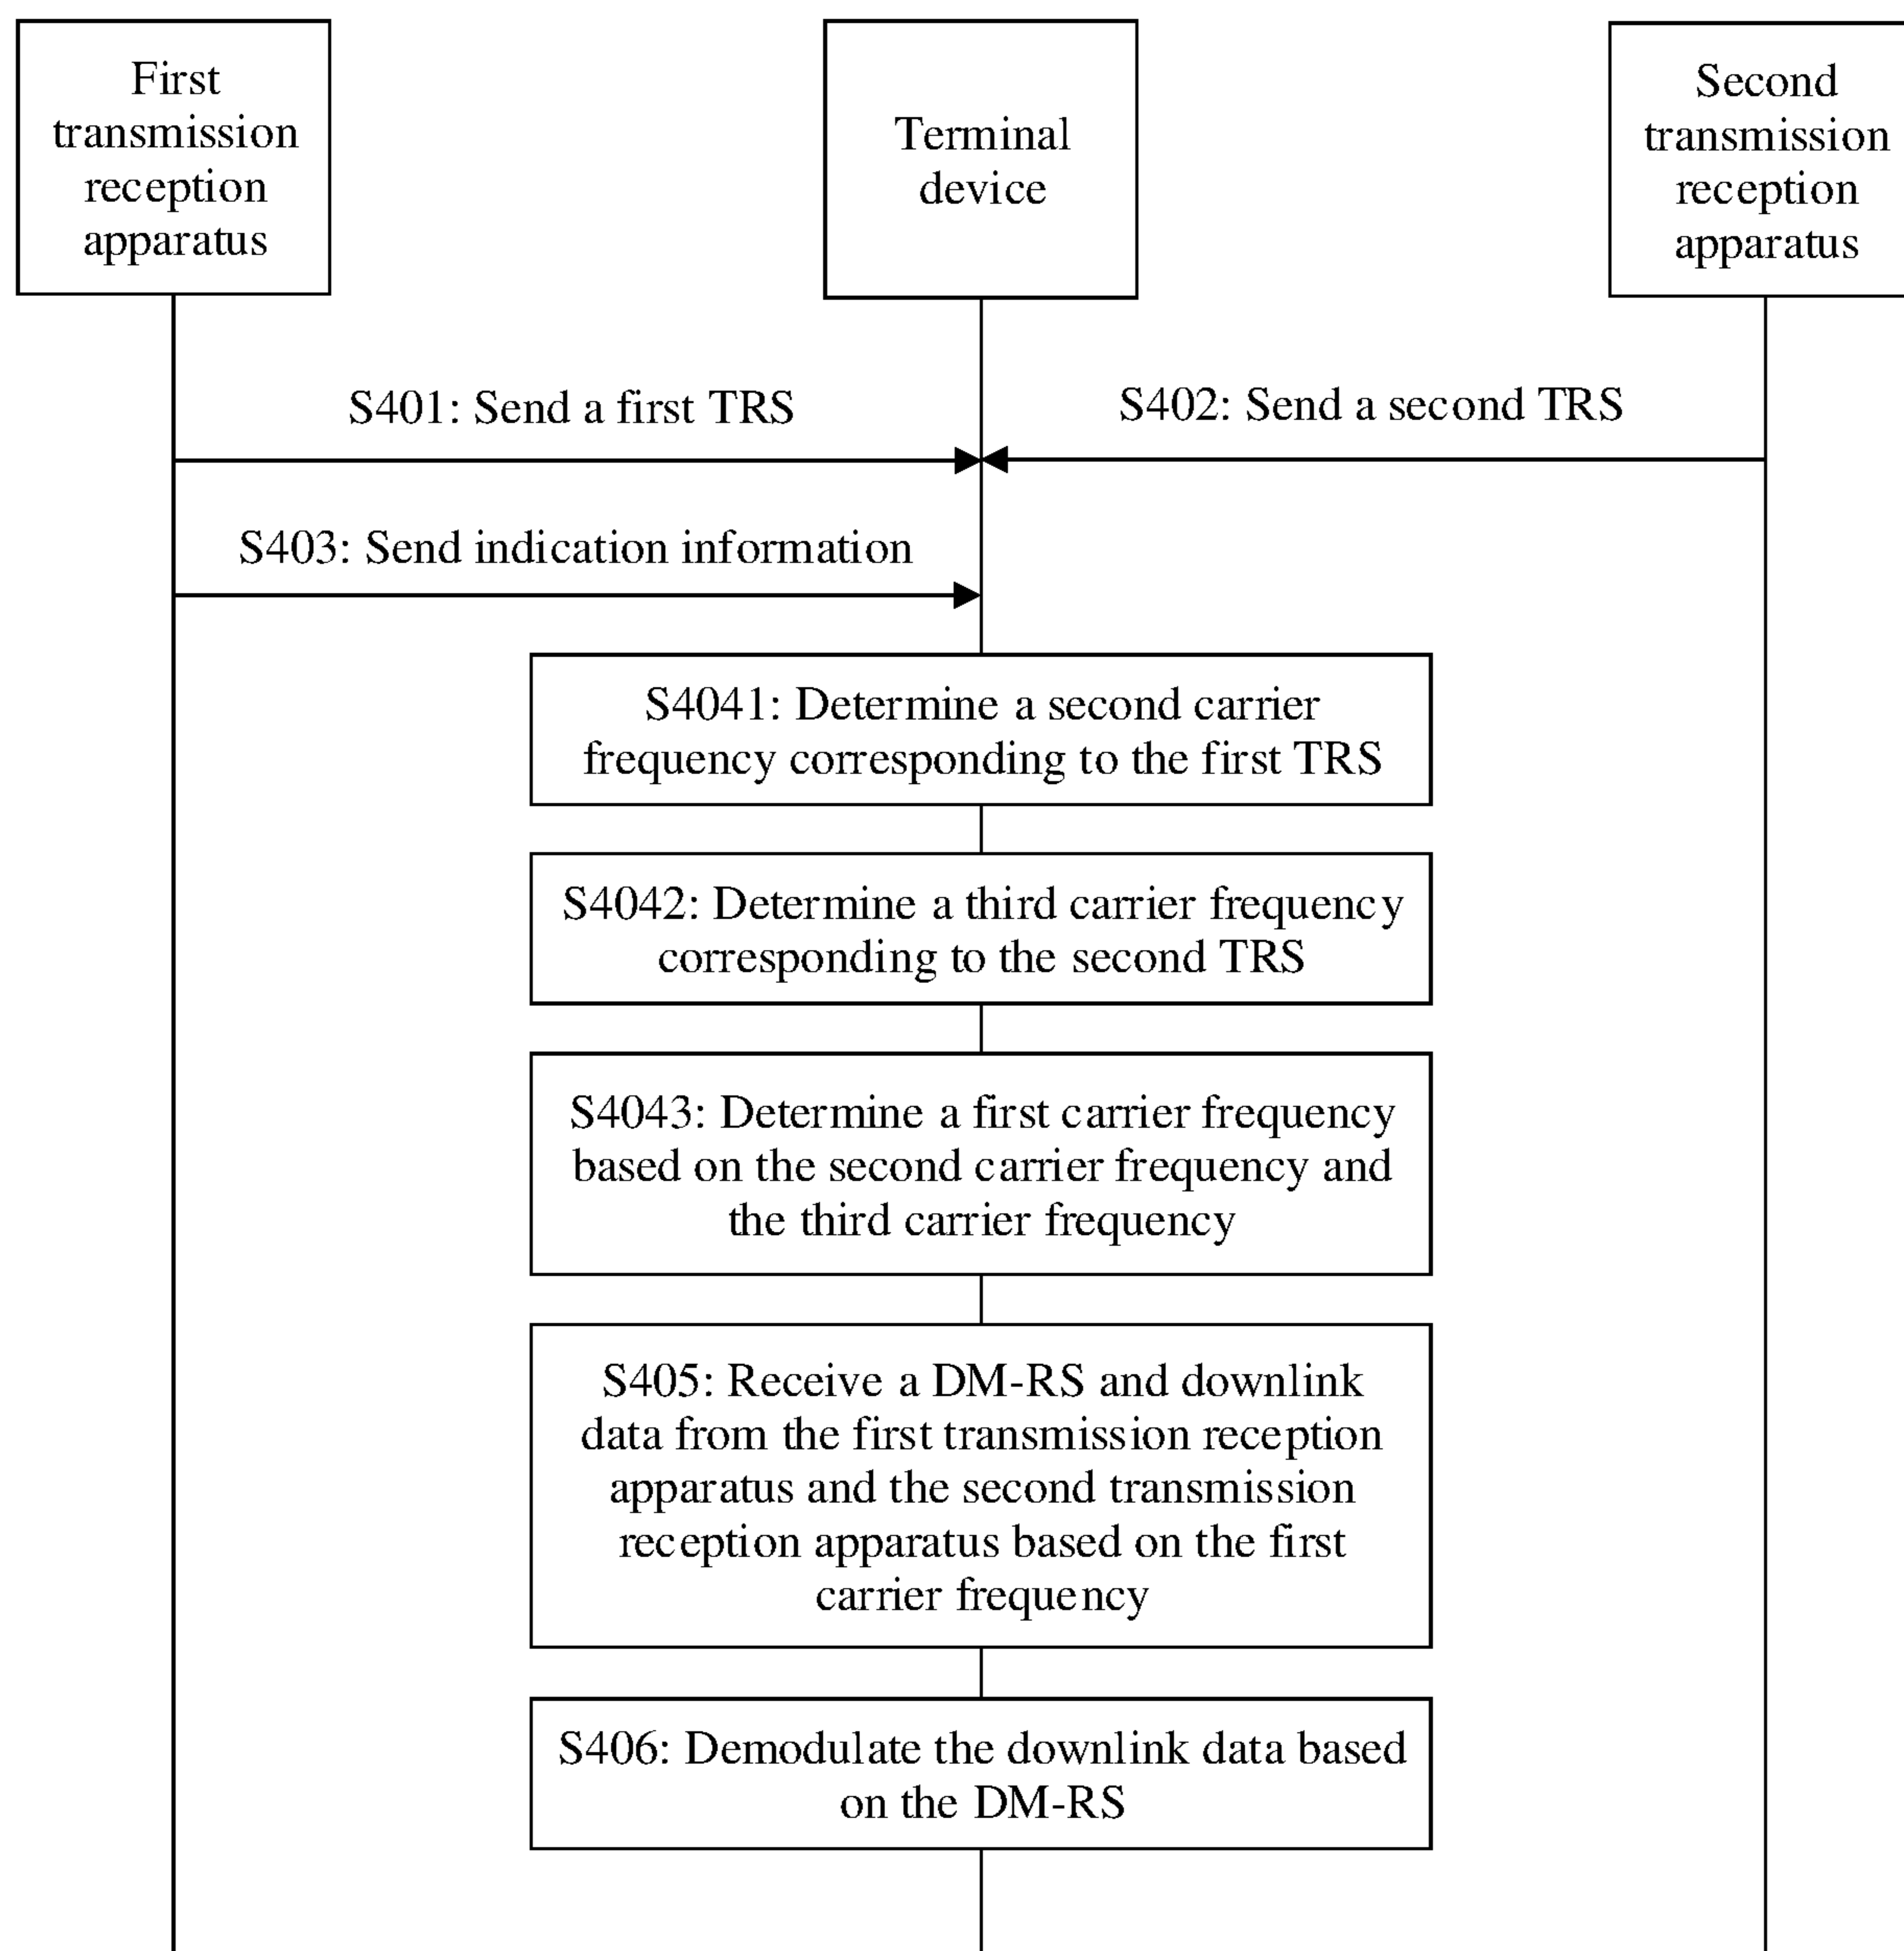 First
transmission
reception
apparatus
Terminal
device
Second
transmission
reception
apparatus
S401: Send a first TRS
S402: Send a second TRS
S403: Send indication information
S4041: Determine a second carrier
frequency corresponding to the first TRS
S4042: Determine a third carrier frequency
corresponding to the second TRS
S4043: Determine a first carrier frequency
based on the second carrier frequency and
the third carrier frequency
S405: Receive a DM-RS and downlink
data from the first transmission reception
apparatus and the second transmission
reception apparatus based on the first
carrier frequency
S406: Demodulate the downlink data based
on the DM-RS